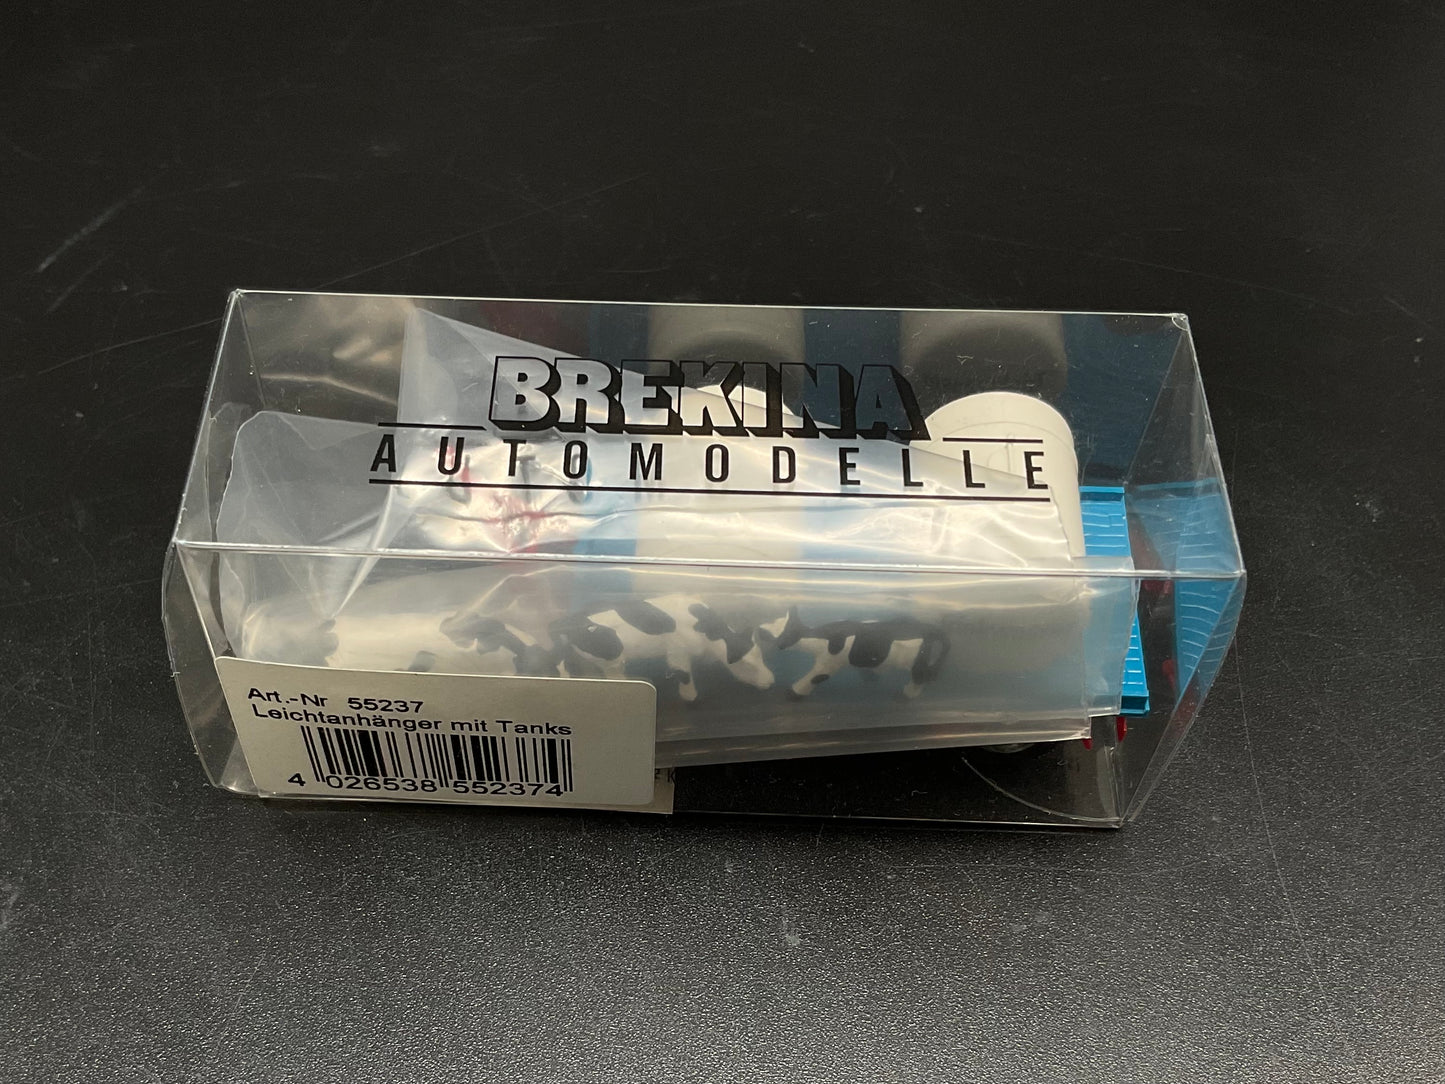 BREKINA
AUTOMODELLE
Art.-Nr 55237
Leichtanhänger mit Tanks
4 026538 552374